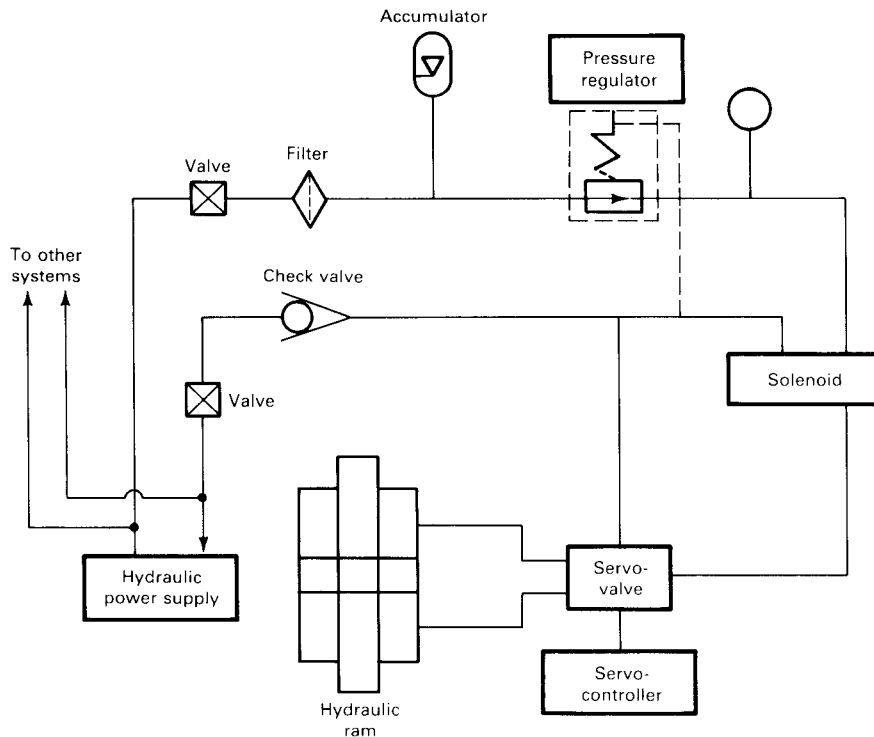 Accumulator
Pressure
regulator
Filter
Valve
To other
systems
Check valve
Solenoid
Valve
Hydraulic
power supply
Servo-
valve
Servo-
controller
Hydraulic
ram